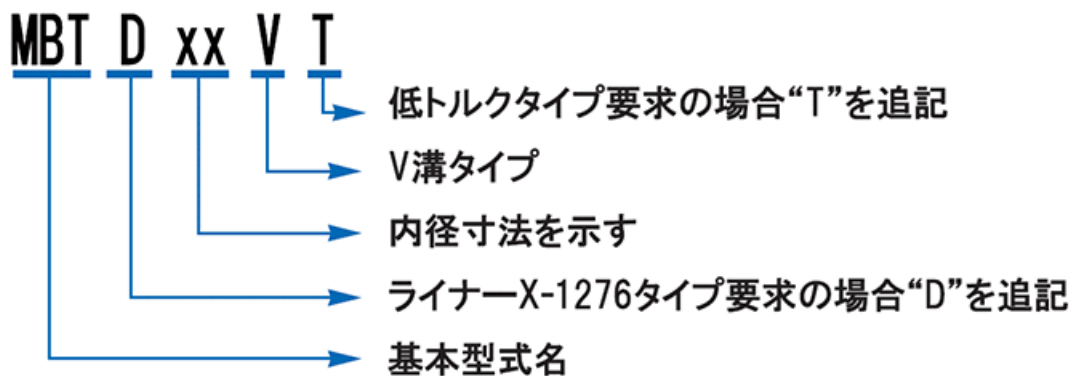 MBT D xx V T
低トルクタイプ要求の場合“T”を追記
V溝タイプ
内径寸法を示す
ライナーX-1276タイプ要求の場合“D”を追記
基本型式名